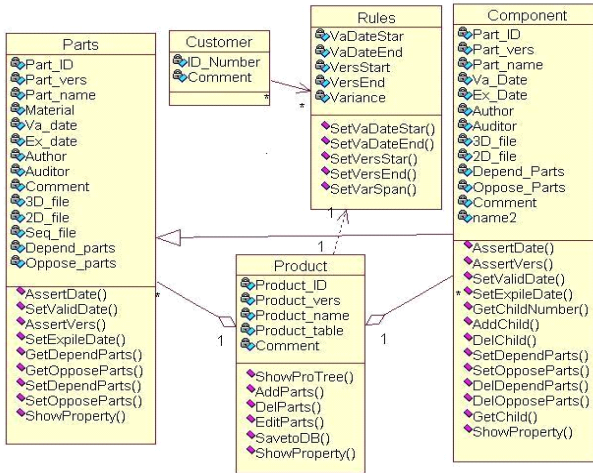 Parts
Part_ID
Part_vers
Part_name
Material
Va_date
Ex_date
Author
Auditor
Comment
3D_file
2D_file
Seq_file
Depend_parts
Oppose_parts
AssertDate()
SetValidDate()
AssertVers()
SetExpileDate()
GetDependParts()
GetOpposeParts()
SetDependParts()
SetOposeParts()
ShowProperty()
Customer
ID_Number
Comment
*
*
Rules
VaDateStar
VaDateEnd
VersStart
VersEnd
Variance
SetVaDateStar()
SetVaDateEnd()
SetVersStar()
SetVersEnd()
SetVarSpan()
1
1
*
1
Product
Product_ID
Product_vers
Product_name
Product_table
Comment
ShowProTree()
AddParts()
DelParts()
EditParts()
SavetoDB()
ShowProperty()
1
*
Component
Part_ID
Part_vers
Part_name
Va_Date
Ex_Date
Author
Auditor
3D_file
2D_file
Depend_Parts
Oppose_Parts
Comment
name2
AssertDate()
AssertVers()
SetValidDate()
SetExpileDate()
GetChildNumber()
AddChild()
DelChild()
SetDependParts()
SetOpposeParts()
DelDependParts()
DelOpposeParts()
GetChild()
ShowProperty()